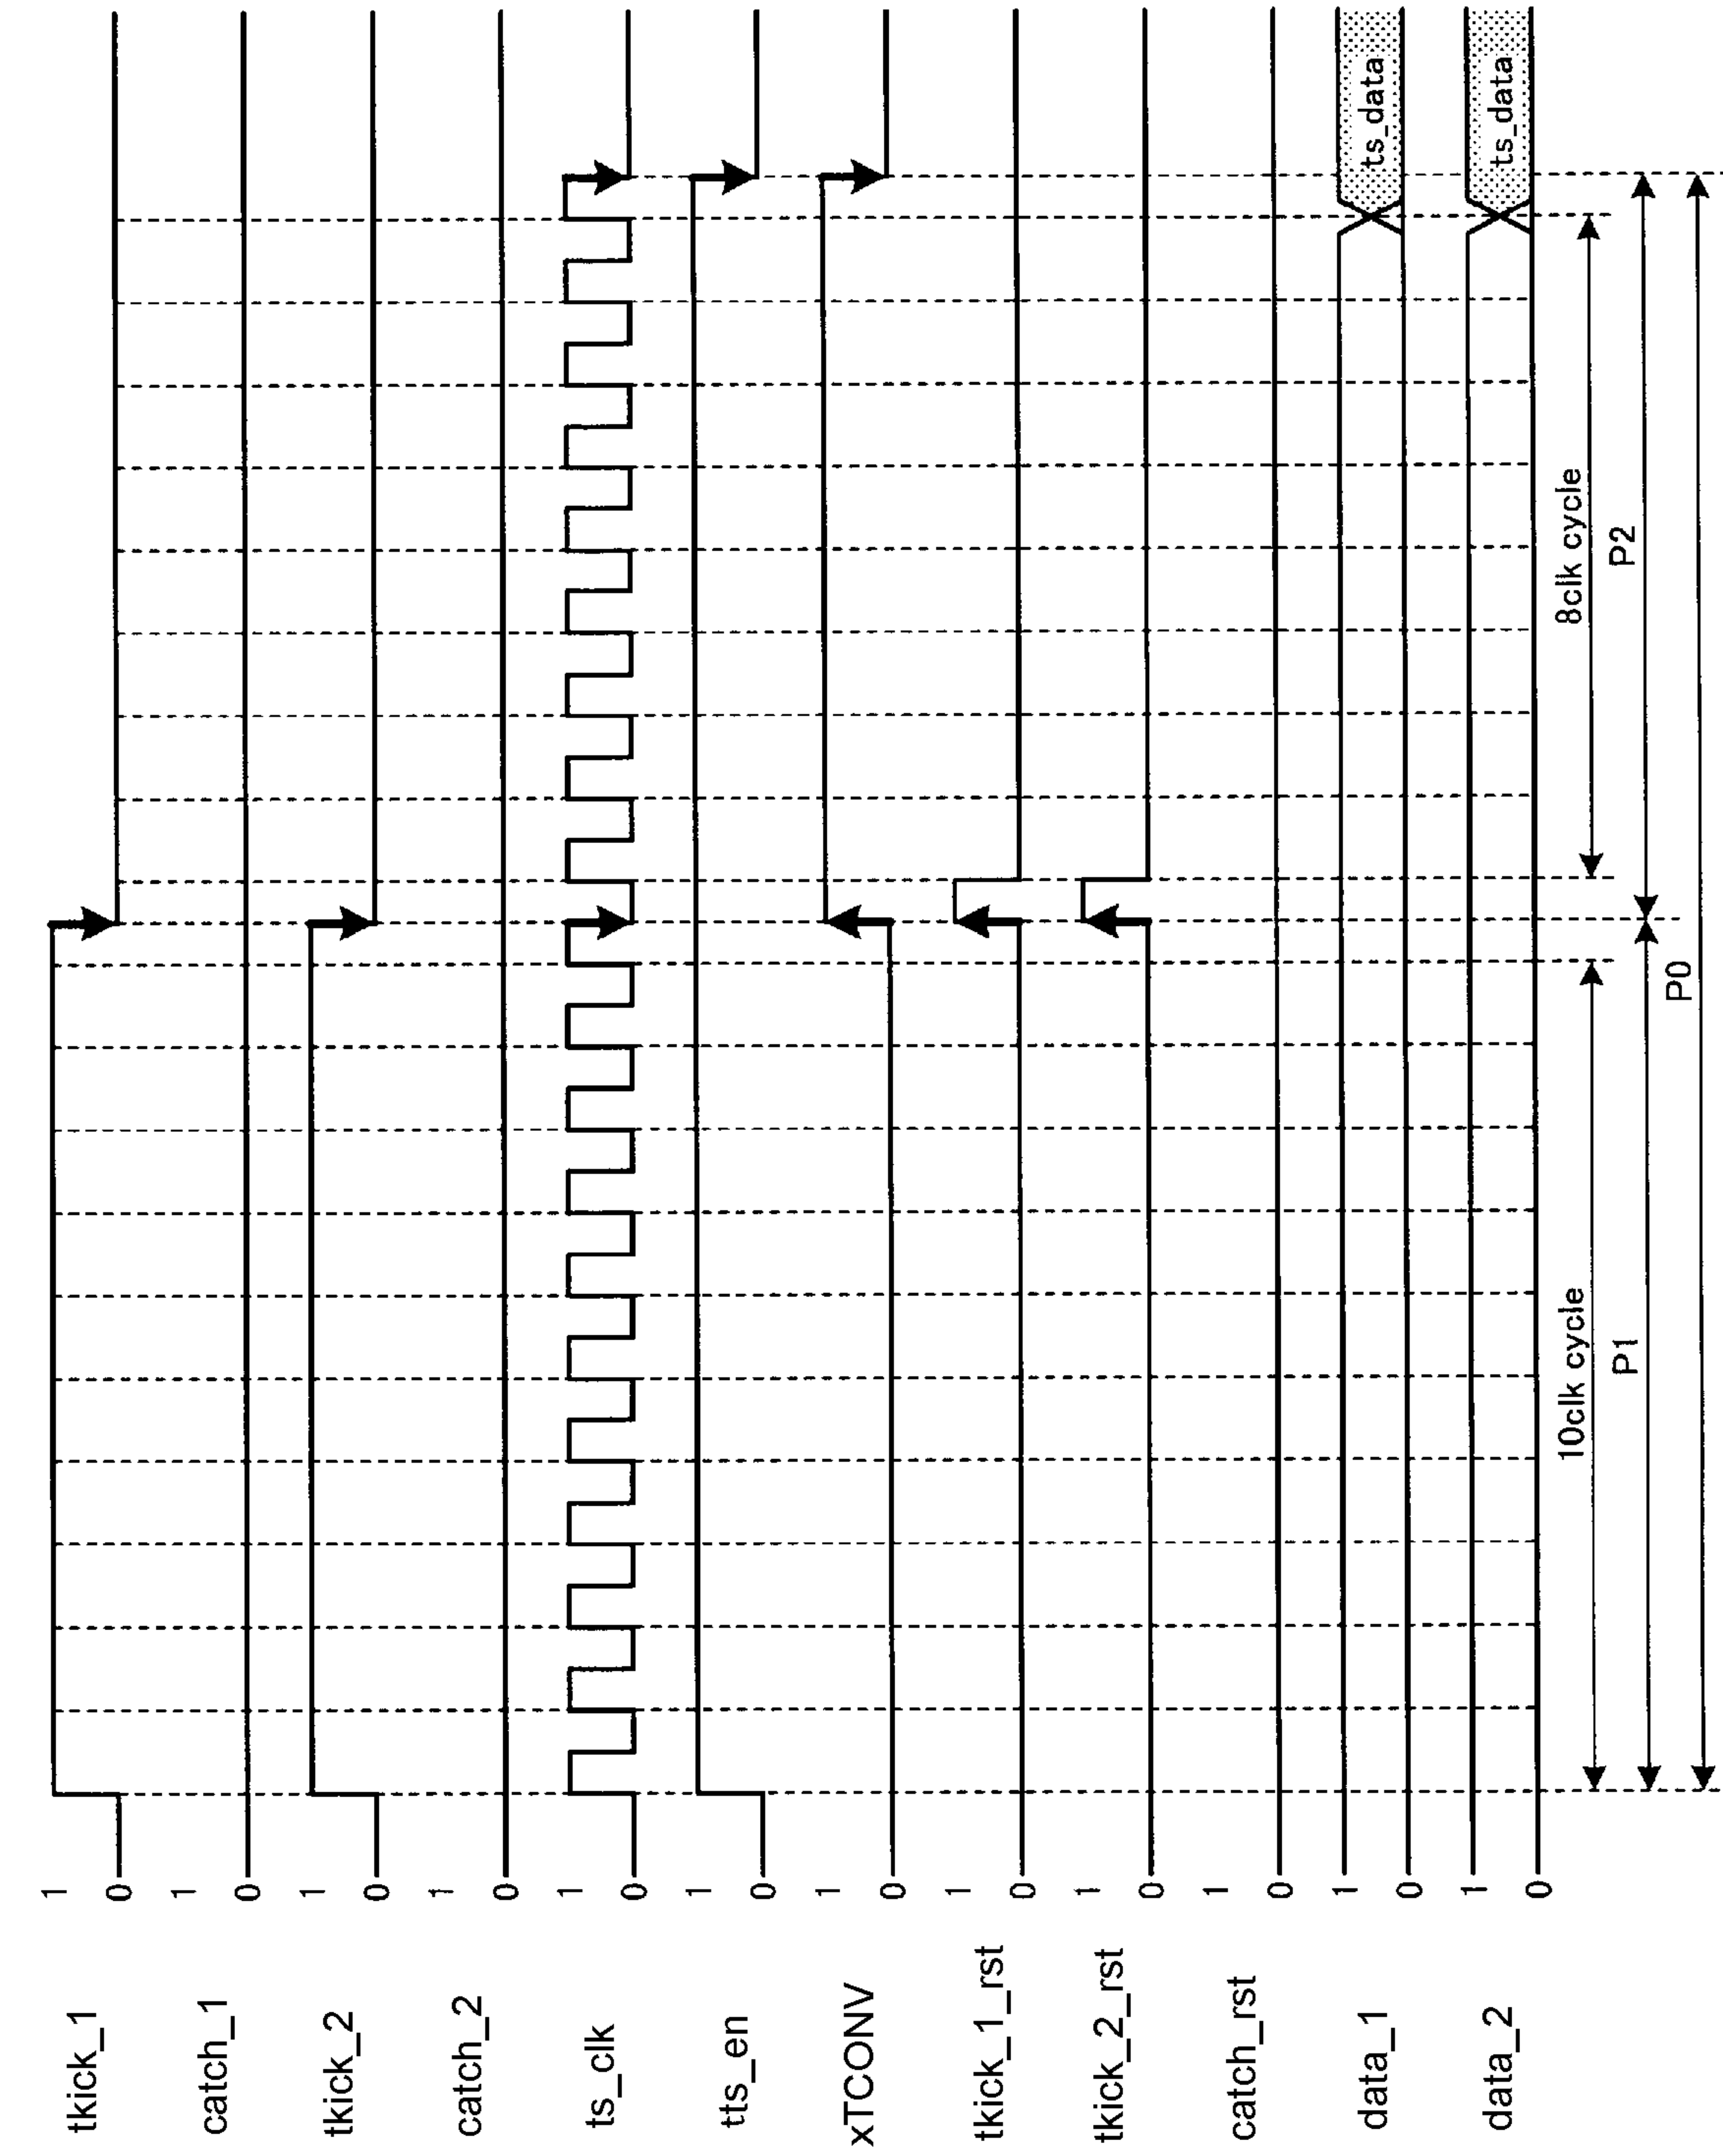 tkick_1 1 0
catch_1 1 0
tkick_2 1 0
catch_2 1 0
ts_clk 1 0
tts_en 1 0
xTCONV 1 0
tkick_1_rst 1 0
tkick_2_rst 1 0
catch_rst 1 0
data_1 1 0 ts_data
data_2 1 0 ts_data
10clk cycle 8clk cycle
P1 P2
P0